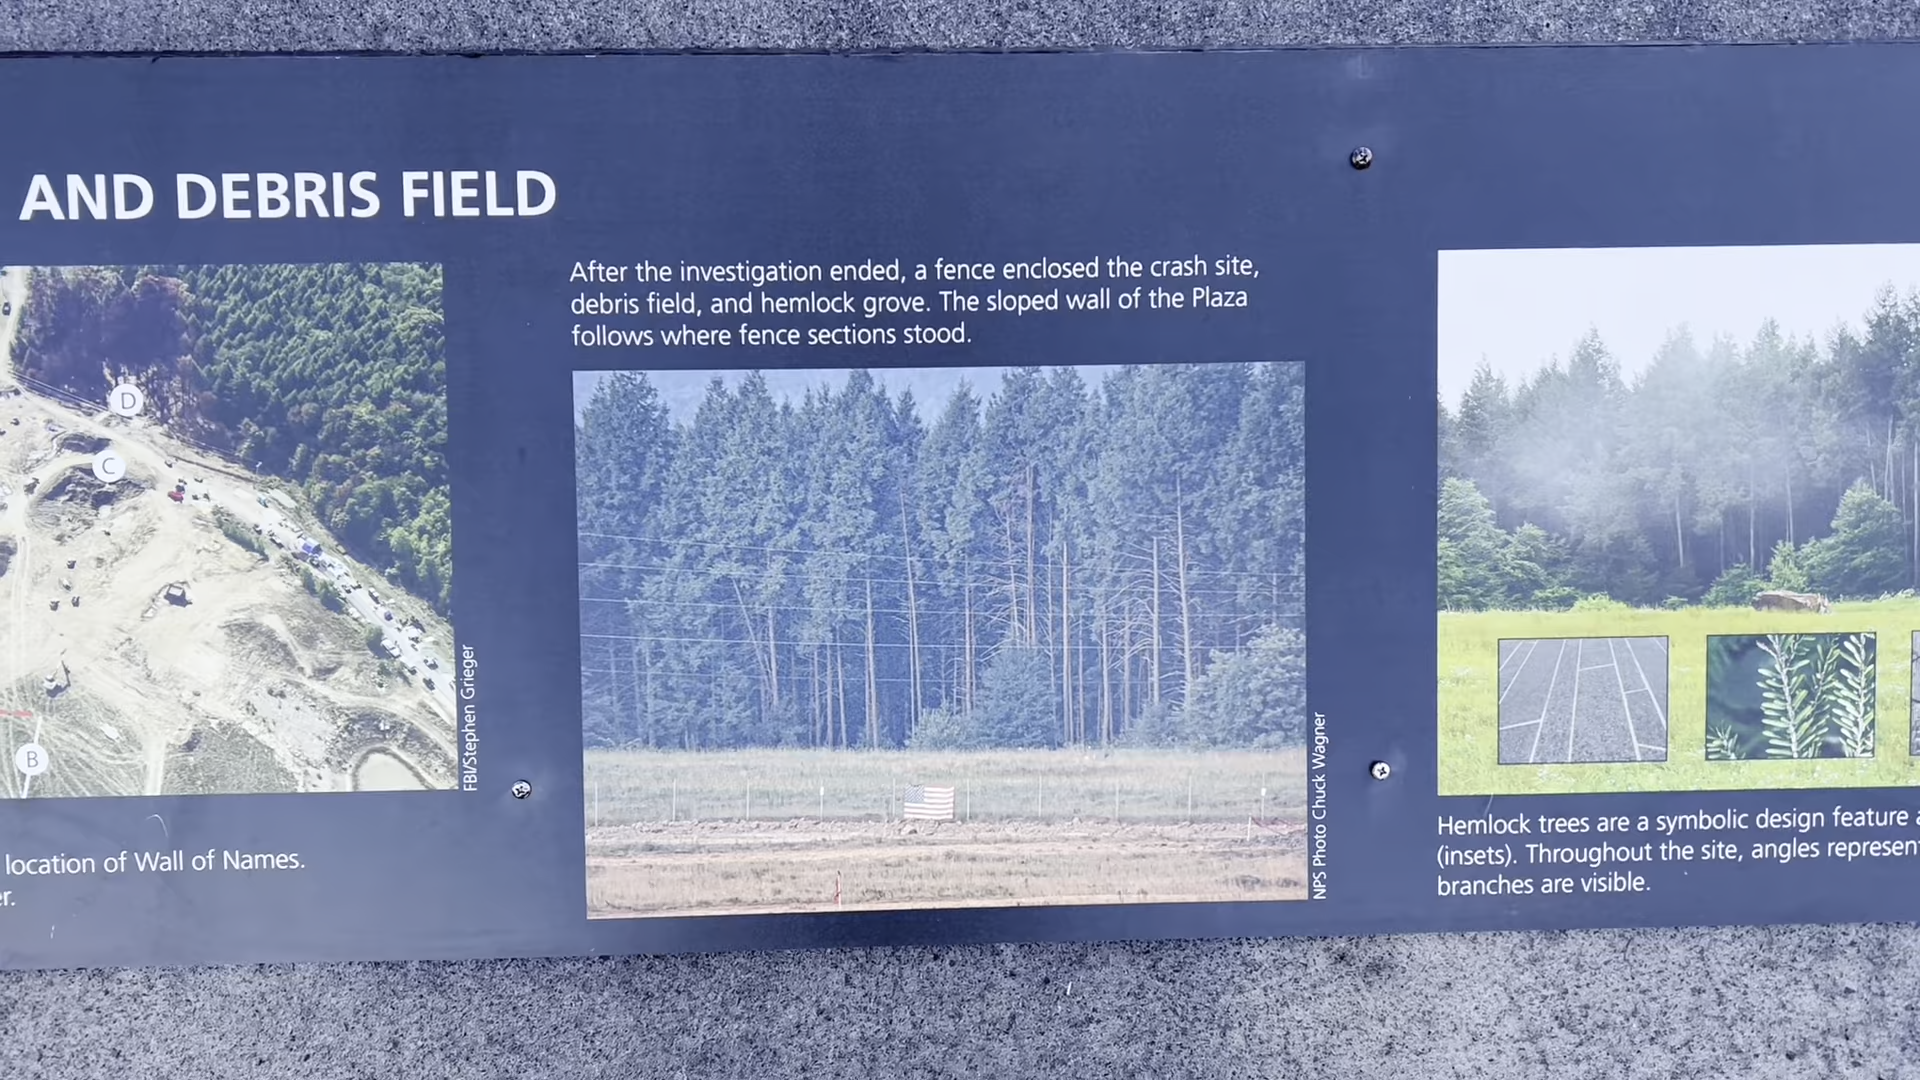 AND DEBRIS FIELD
D
C
B
FBI/Stephen Grieger
location of Wall of Names.
er.
After the investigation ended, a fence enclosed the crash site,
debris field, and hemlock grove. The sloped wall of the Plaza
follows where fence sections stood.
NPS Photo Chuck Wagner
Hemlock trees are a symbolic design feature
(insets). Throughout the site, angles represent
branches are visible.